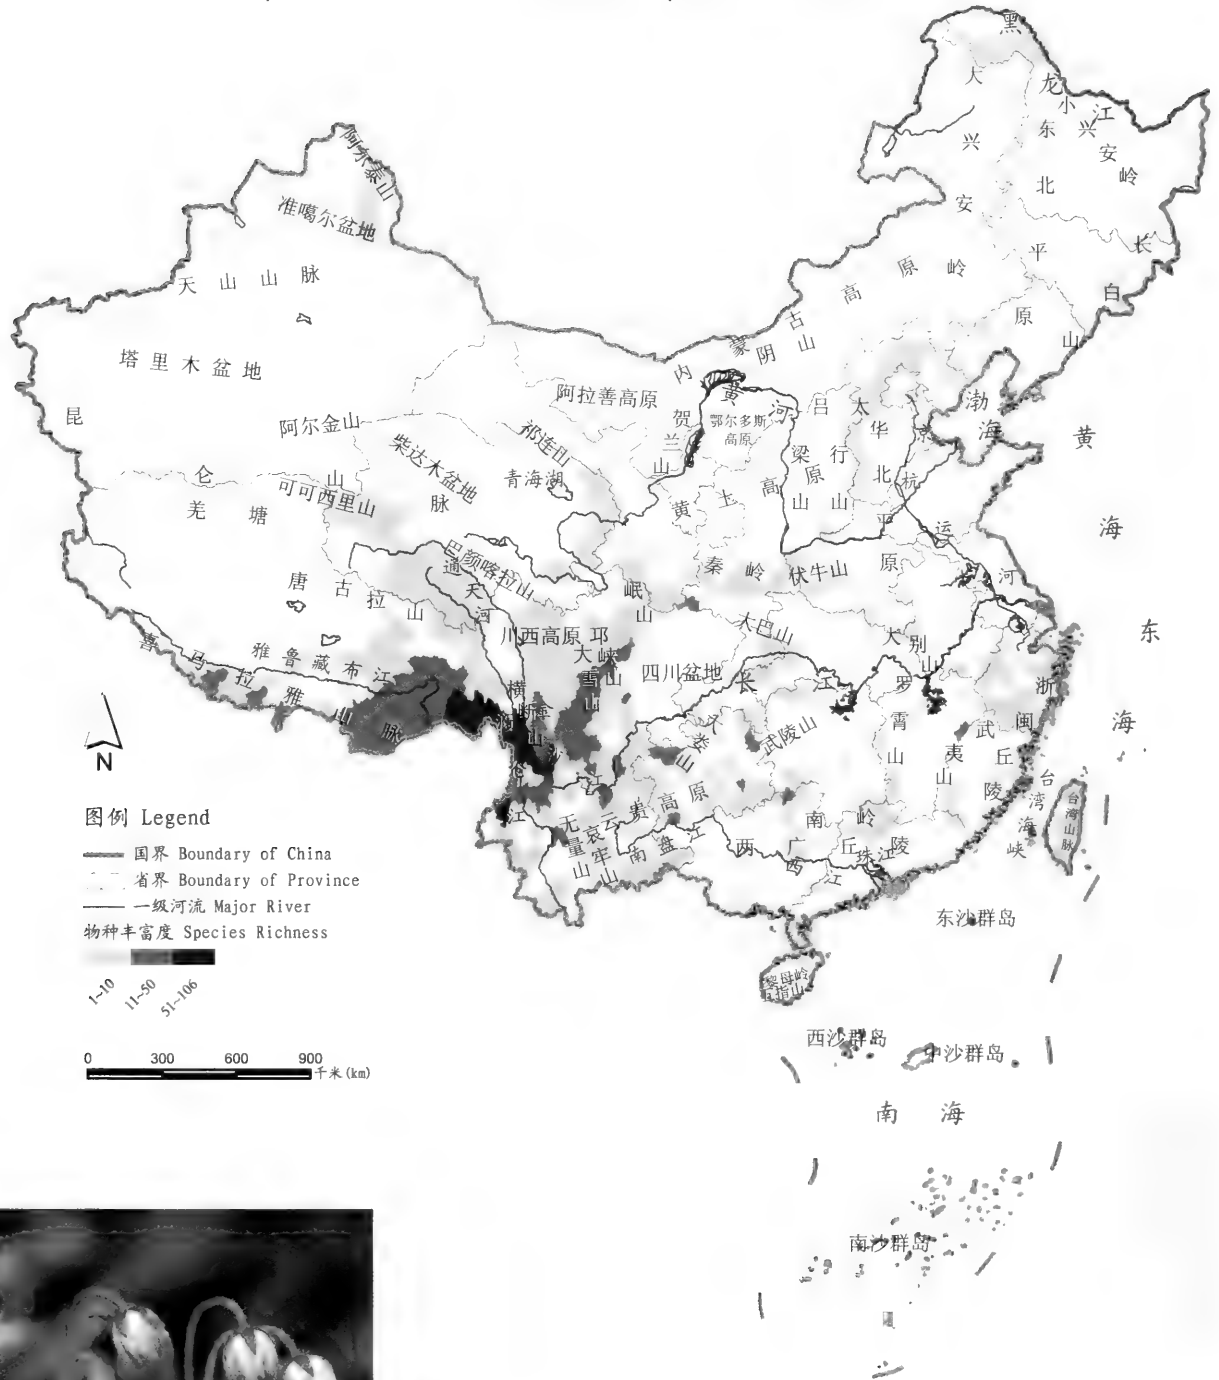 黑
龙
江
大
兴
安
岭
小
兴
安
岭
东
北
平
原
长
白
山
阿尔泰山
准噶尔盆地
天山山脉
塔里木盆地
昆
仑
山
脉
阿尔金山
柴达木盆地
祁连山
青海湖
可可西里山
羌塘
阿拉善高原
内
蒙
古
高
原
阴山
贺
兰
山
黄
河
鄂尔多斯
高原
吕
梁
山
太
行
山
华
北
平
原
京
杭
运
河
渤
海
黄
海
东
海
黄
土
高
原
秦岭
伏牛山
唐古拉山
巴颜喀拉山
通
天
河
岷
山
川西高原
邛
崃
山
大
雪
山
四川盆地
大巴山
大
别
山
长
江
喜马拉雅山脉
雅鲁藏布江
横
断
山
怒
江
大
娄
山
武陵山
罗
霄
山
武
夷
山
浙
闽
丘
陵
台
湾
海
峡
台
湾
山
脉
无
量
山
哀
牢
山
云
贵
高
原
南
盘
江
南岭
两
广
丘
陵
西
江
珠江
黎母岭
五指山
东沙群岛
西沙群岛
中沙群岛
南海
南沙群岛
N
图例 Legend
国界 Boundary of China
省界 Boundary of Province
一级河流 Major River
物种丰富度 Species Richness
1~10
11~50
51~106
0 300 600 900
千米(km)